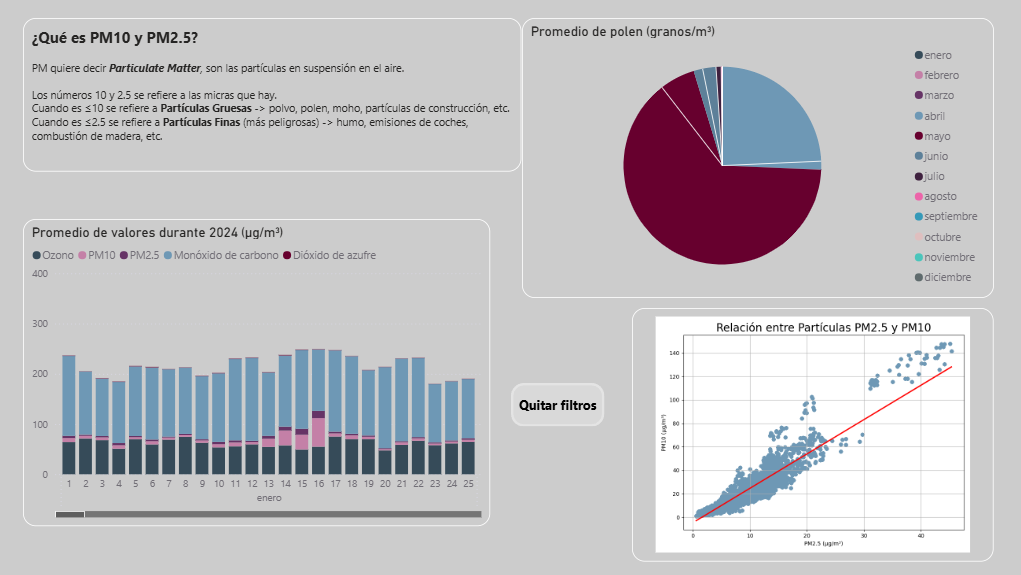 ¿Qué es PM10 y PM2.5?
PM quiere decir Particulate Matter, son las partículas en suspensión en el aire.
Los números 10 y 2.5 se refiere a las micras que hay.
Cuando es ≤10 se refiere a Partículas Gruesas -> polvo, polen, moho, partículas de construcción, etc.
Cuando es ≤2.5 se refiere a Partículas Finas (más peligrosos) -> humo, emisiones de coches,
combustión de madera, etc.
Promedio de polen (granos/m³)
enero
febrero
marzo
abril
mayo
junio
julio
agosto
septiembre
octubre
noviembre
diciembre
Promedio de valores durante 2024 (µg/m³)
Ozono PM10 PM2.5 Monóxido de carbono Dióxido de azufre
400
300
200
100
0
1 2 3 4 5 6 7 8 9 10 11 12 13 14 15 16 17 18 19 20 21 22 23 24 25
enero
Quitar filtros
Relación entre Partículas PM2.5 y PM10
PM10 (µg/m³)
140
120
100
80
60
40
20
0
0 10 20 30 40
PM2.5 (µg/m³)